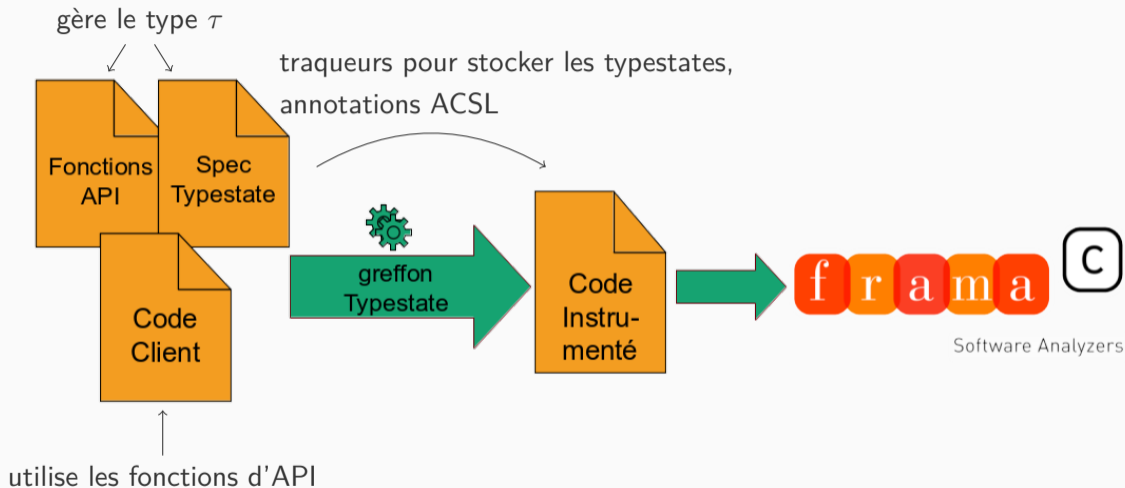 gère le type τ
traqueurs pour stocker les typestates,
annotations ACSL
Fonctions
API
Spec
Typestate
greffon
Typestate
Code
Client
Code
Instru-
menté
frama
C
Software Analyzers
utilise les fonctions d'API